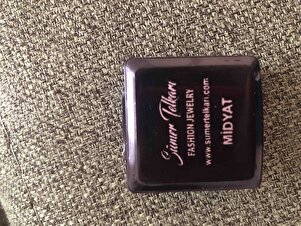 Sümer Telkari
FASHION JEWELRY
www.sumertelkari.com
MİDYAT